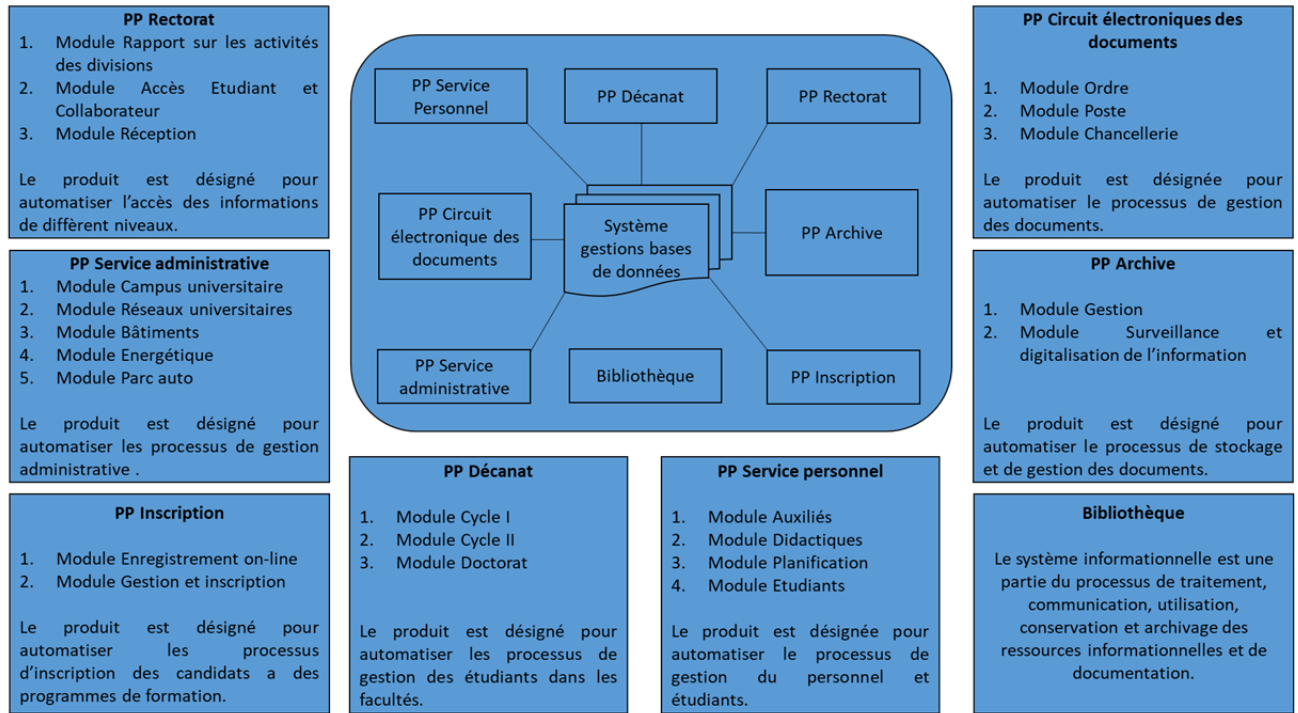 PP Rectorat
1. Module Rapport sur les activités
des divisions
2. Module Accès Etudiant et
Collaborateur
3. Module Réception
Le produit est désigné pour
automatiser l’accès des informations
de diffèrent niveaux.
PP Service administrative
1. Module Campus universitaire
2. Module Réseaux universitaires
3. Module Bâtiments
4. Module Energétique
5. Module Parc auto
Le produit est désigné pour
automatiser les processus de gestion
administrative .
PP Inscription
1. Module Enregistrement on-line
2. Module Gestion et inscription
Le produit est désigné pour
automatiser les processus
d’inscription des candidats a des
programmes de formation.
PP Service
Personnel
PP Décanat
PP Rectorat
PP Circuit
électronique des
documents
Système
gestions bases
de données
PP Archive
PP Service
administrative
Bibliothèque
PP Inscription
PP Décanat
1. Module Cycle I
2. Module Cycle II
3. Module Doctorat
Le produit est désigné pour
automatiser les processus de
gestion des étudiants dans les
facultés.
PP Service personnel
1. Module Auxiliés
2. Module Didactiques
3. Module Planification
4. Module Etudiants
Le produit est désignée pour
automatiser le processus de
gestion du personnel et
étudiants.
PP Circuit électroniques des
documents
1. Module Ordre
2. Module Poste
3. Module Chancellerie
Le produit est désignée pour
automatiser le processus de gestion
des documents.
PP Archive
1. Module Gestion
2. Module Surveillance et
digitalisation de l’information
Le produit est désigné pour
automatiser le processus de stockage
et de gestion des documents.
Bibliothèque
Le système informationnelle est une
partie du processus de traitement,
communication, utilisation,
conservation et archivage des
ressources informationnelles et de
documentation.